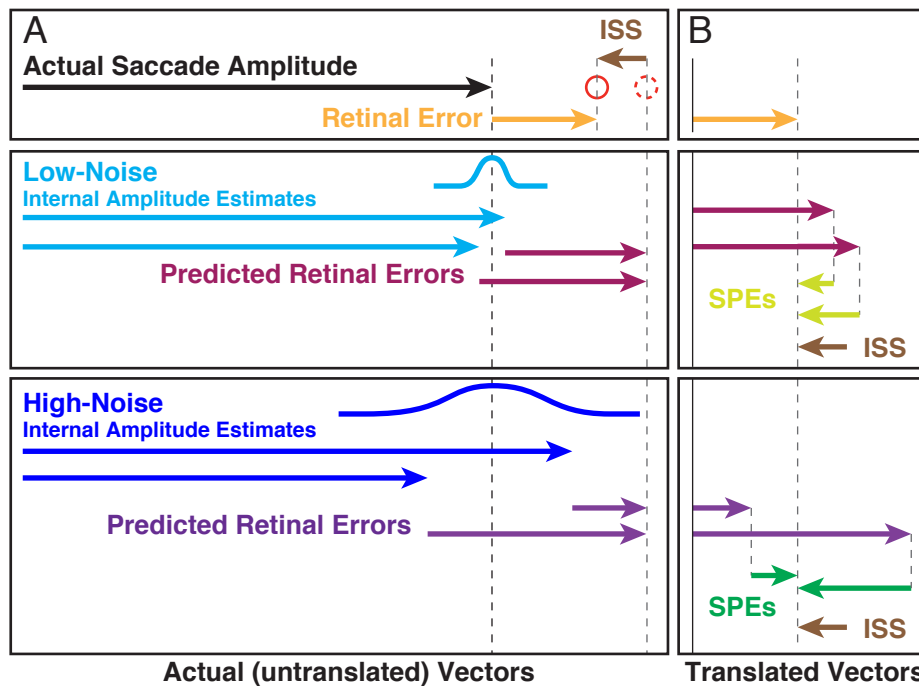 A
ISS
B
Actual Saccade Amplitude
Retinal Error
Low-Noise
Internal Amplitude Estimates
Predicted Retinal Errors
SPEs
ISS
High-Noise
Internal Amplitude Estimates
Predicted Retinal Errors
SPEs
ISS
Actual (untranslated) Vectors
Translated Vectors